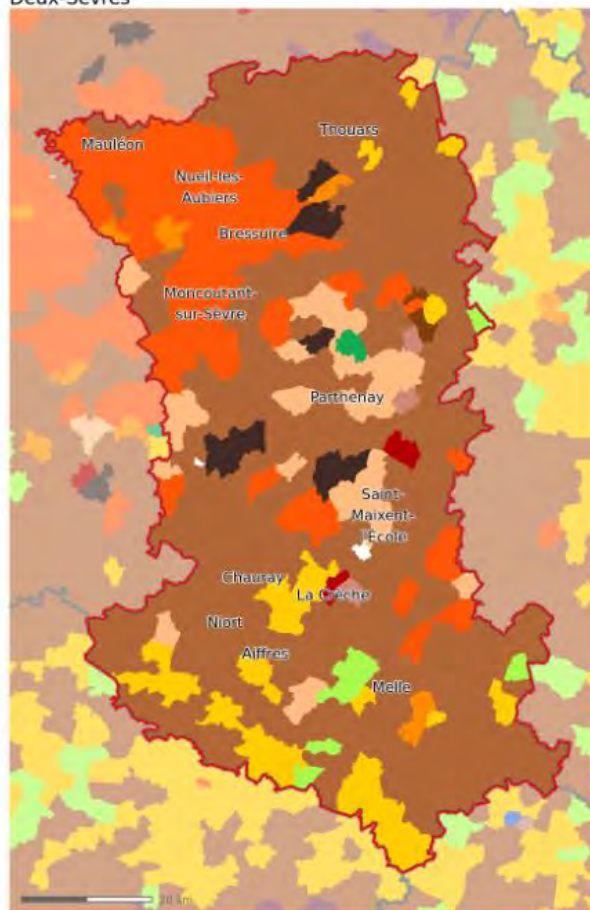 Deux-Sèvres
Thouars
Mauléon
Nueil-les-
Aubiers
Bressuire
Moncoutant-
sur-Sèvre
Parthenay
Saint-
Maixent-
l'École
Chauray
La Crèche
Niort
Aiffres
Melle
20 km